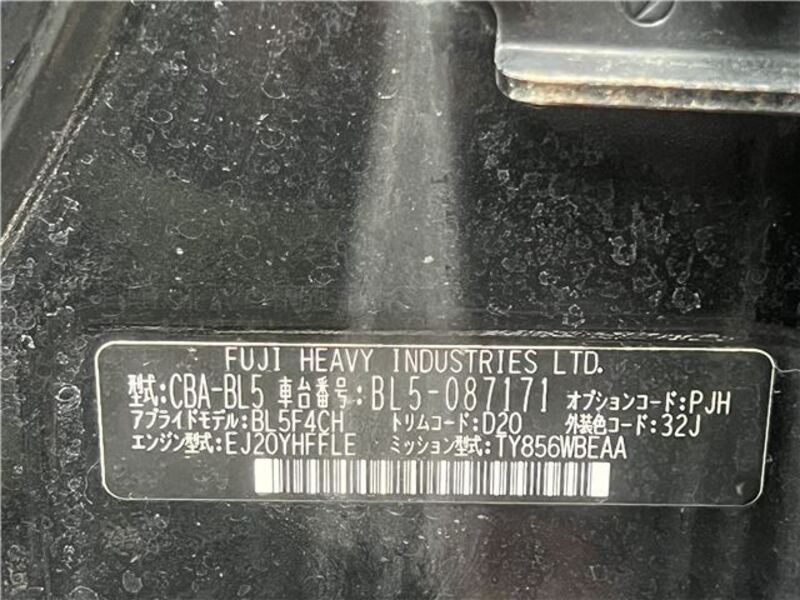 FUJI HEAVY INDUSTRIES LTD.
型式:CBA-BL5 車台番号:BL5-087171 オプションコード:PJH
アプライドモデル:BL5F4CH トリムコード:D20 外装色コード:32J
エンジン型式:EJ20YHFFLE ミッション型式:TY856WBEAA